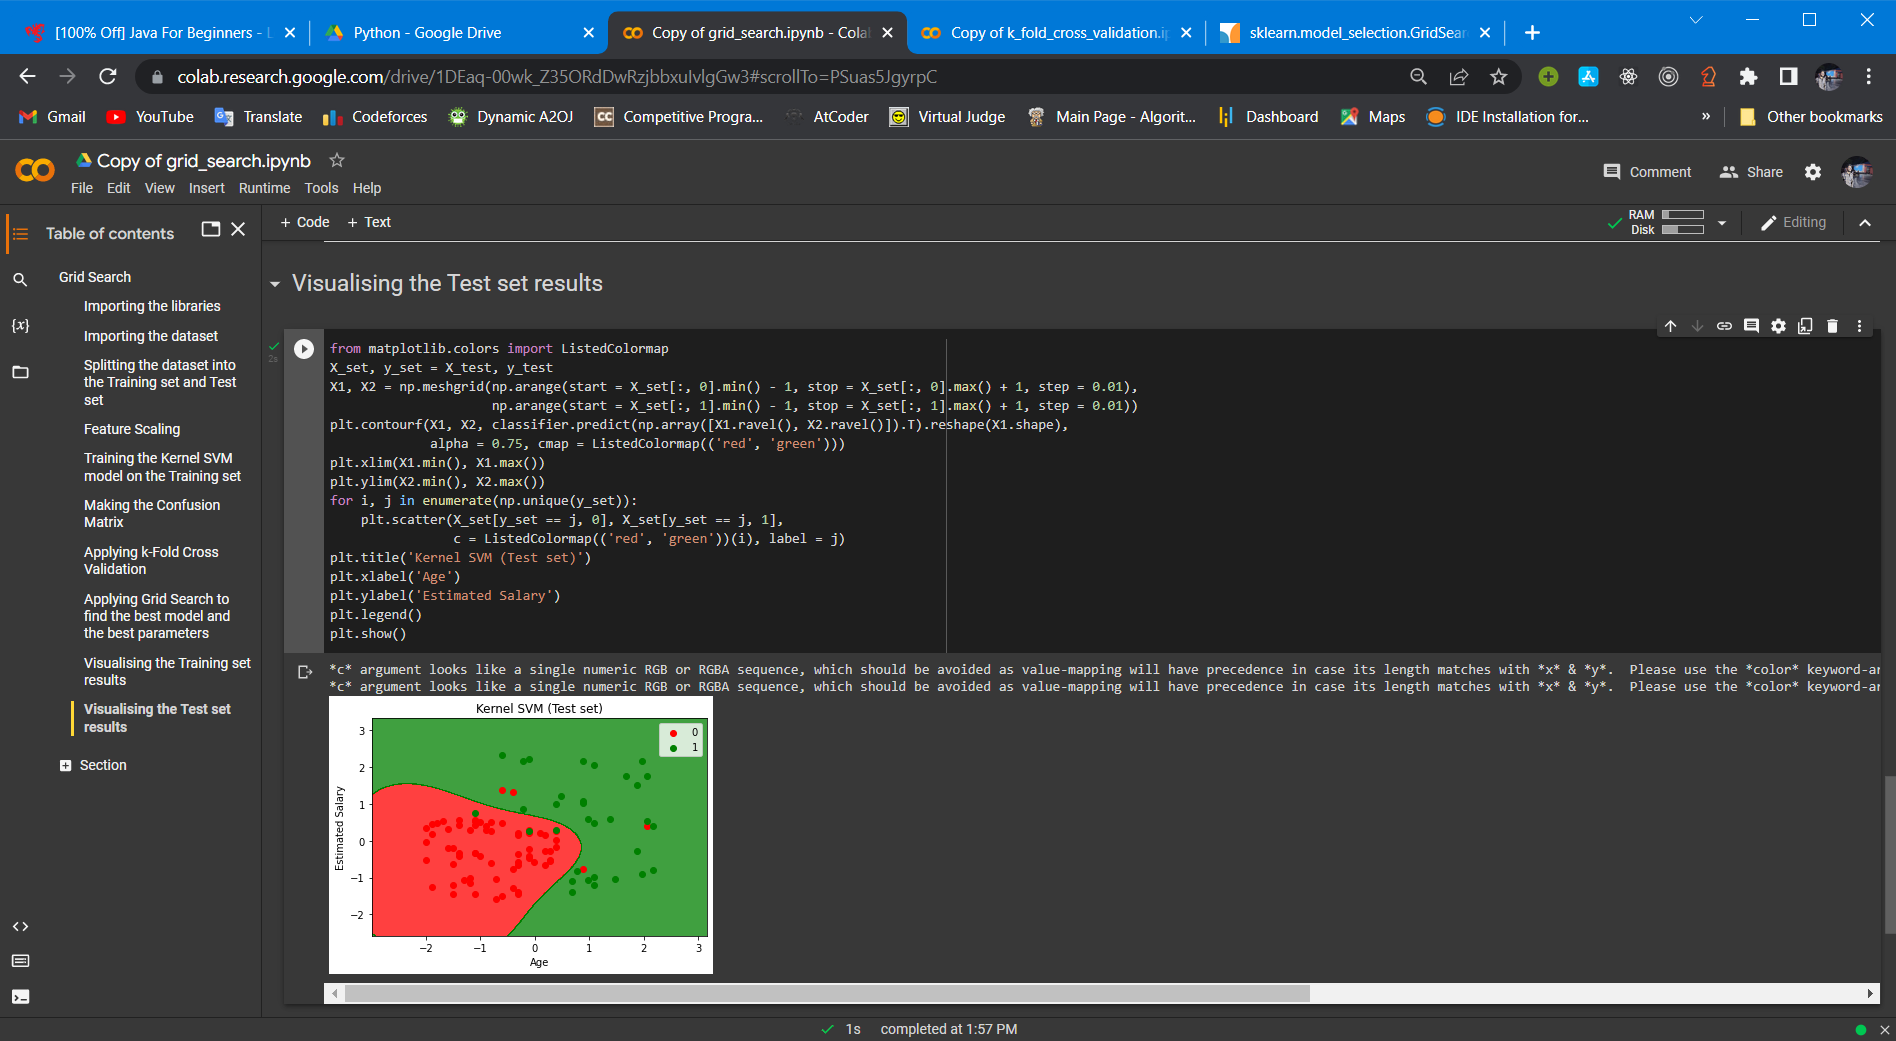 [100% Off] Java For Beginners -
Python - Google Drive
Copy of grid_search.ipynb - Cola
Copy of k_fold_cross_validation.ip
sklearn.model_selection.GridSear
colab.research.google.com/drive/1DEaq-00wk_Z35ORdDwRzjbbxuIvlgGw3#scrollTo=PSuas5JgyrpC
Gmail
YouTube
Translate
Codeforces
Dynamic A2OJ
CC
Competitive Progra...
AtCoder
Virtual Judge
Main Page - Algorit...
Dashboard
Maps
IDE Installation for...
»
Other bookmarks
Copy of grid_search.ipynb
File Edit View Insert Runtime Tools Help
Comment
Share
+ Code + Text
RAM
Disk
Editing
Table of contents
{x}
Grid Search
Importing the libraries
Importing the dataset
Splitting the dataset into
the Training set and Test
set
Feature Scaling
Training the Kernel SVM
model on the Training set
Making the Confusion
Matrix
Applying k-Fold Cross
Validation
Applying Grid Search to
find the best model and
the best parameters
Visualising the Training set
results
Visualising the Test set
results
Section
Visualising the Test set results
2s
from matplotlib.colors import ListedColormap
X_set, y_set = X_test, y_test
X1, X2 = np.meshgrid(np.arange(start = X_set[:, 0].min() - 1, stop = X_set[:, 0].max() + 1, step = 0.01),
np.arange(start = X_set[:, 1].min() - 1, stop = X_set[:, 1].max() + 1, step = 0.01))
plt.contourf(X1, X2, classifier.predict(np.array([X1.ravel(), X2.ravel()]).T).reshape(X1.shape),
alpha = 0.75, cmap = ListedColormap(('red', 'green')))
plt.xlim(X1.min(), X1.max())
plt.ylim(X2.min(), X2.max())
for i, j in enumerate(np.unique(y_set)):
plt.scatter(X_set[y_set == j, 0], X_set[y_set == j, 1],
c = ListedColormap(('red', 'green'))(i), label = j)
plt.title('Kernel SVM (Test set)')
plt.xlabel('Age')
plt.ylabel('Estimated Salary')
plt.legend()
plt.show()
*c* argument looks like a single numeric RGB or RGBA sequence, which should be avoided as value-mapping will have precedence in case its length matches with *x* & *y*.  Please use the *color* keyword-ar
*c* argument looks like a single numeric RGB or RGBA sequence, which should be avoided as value-mapping will have precedence in case its length matches with *x* & *y*.  Please use the *color* keyword-ar
Kernel SVM (Test set)
0
1
3
2
1
0
−1
−2
Estimated Salary
−2 −1 0 1 2 3
Age
1s completed at 1:57 PM